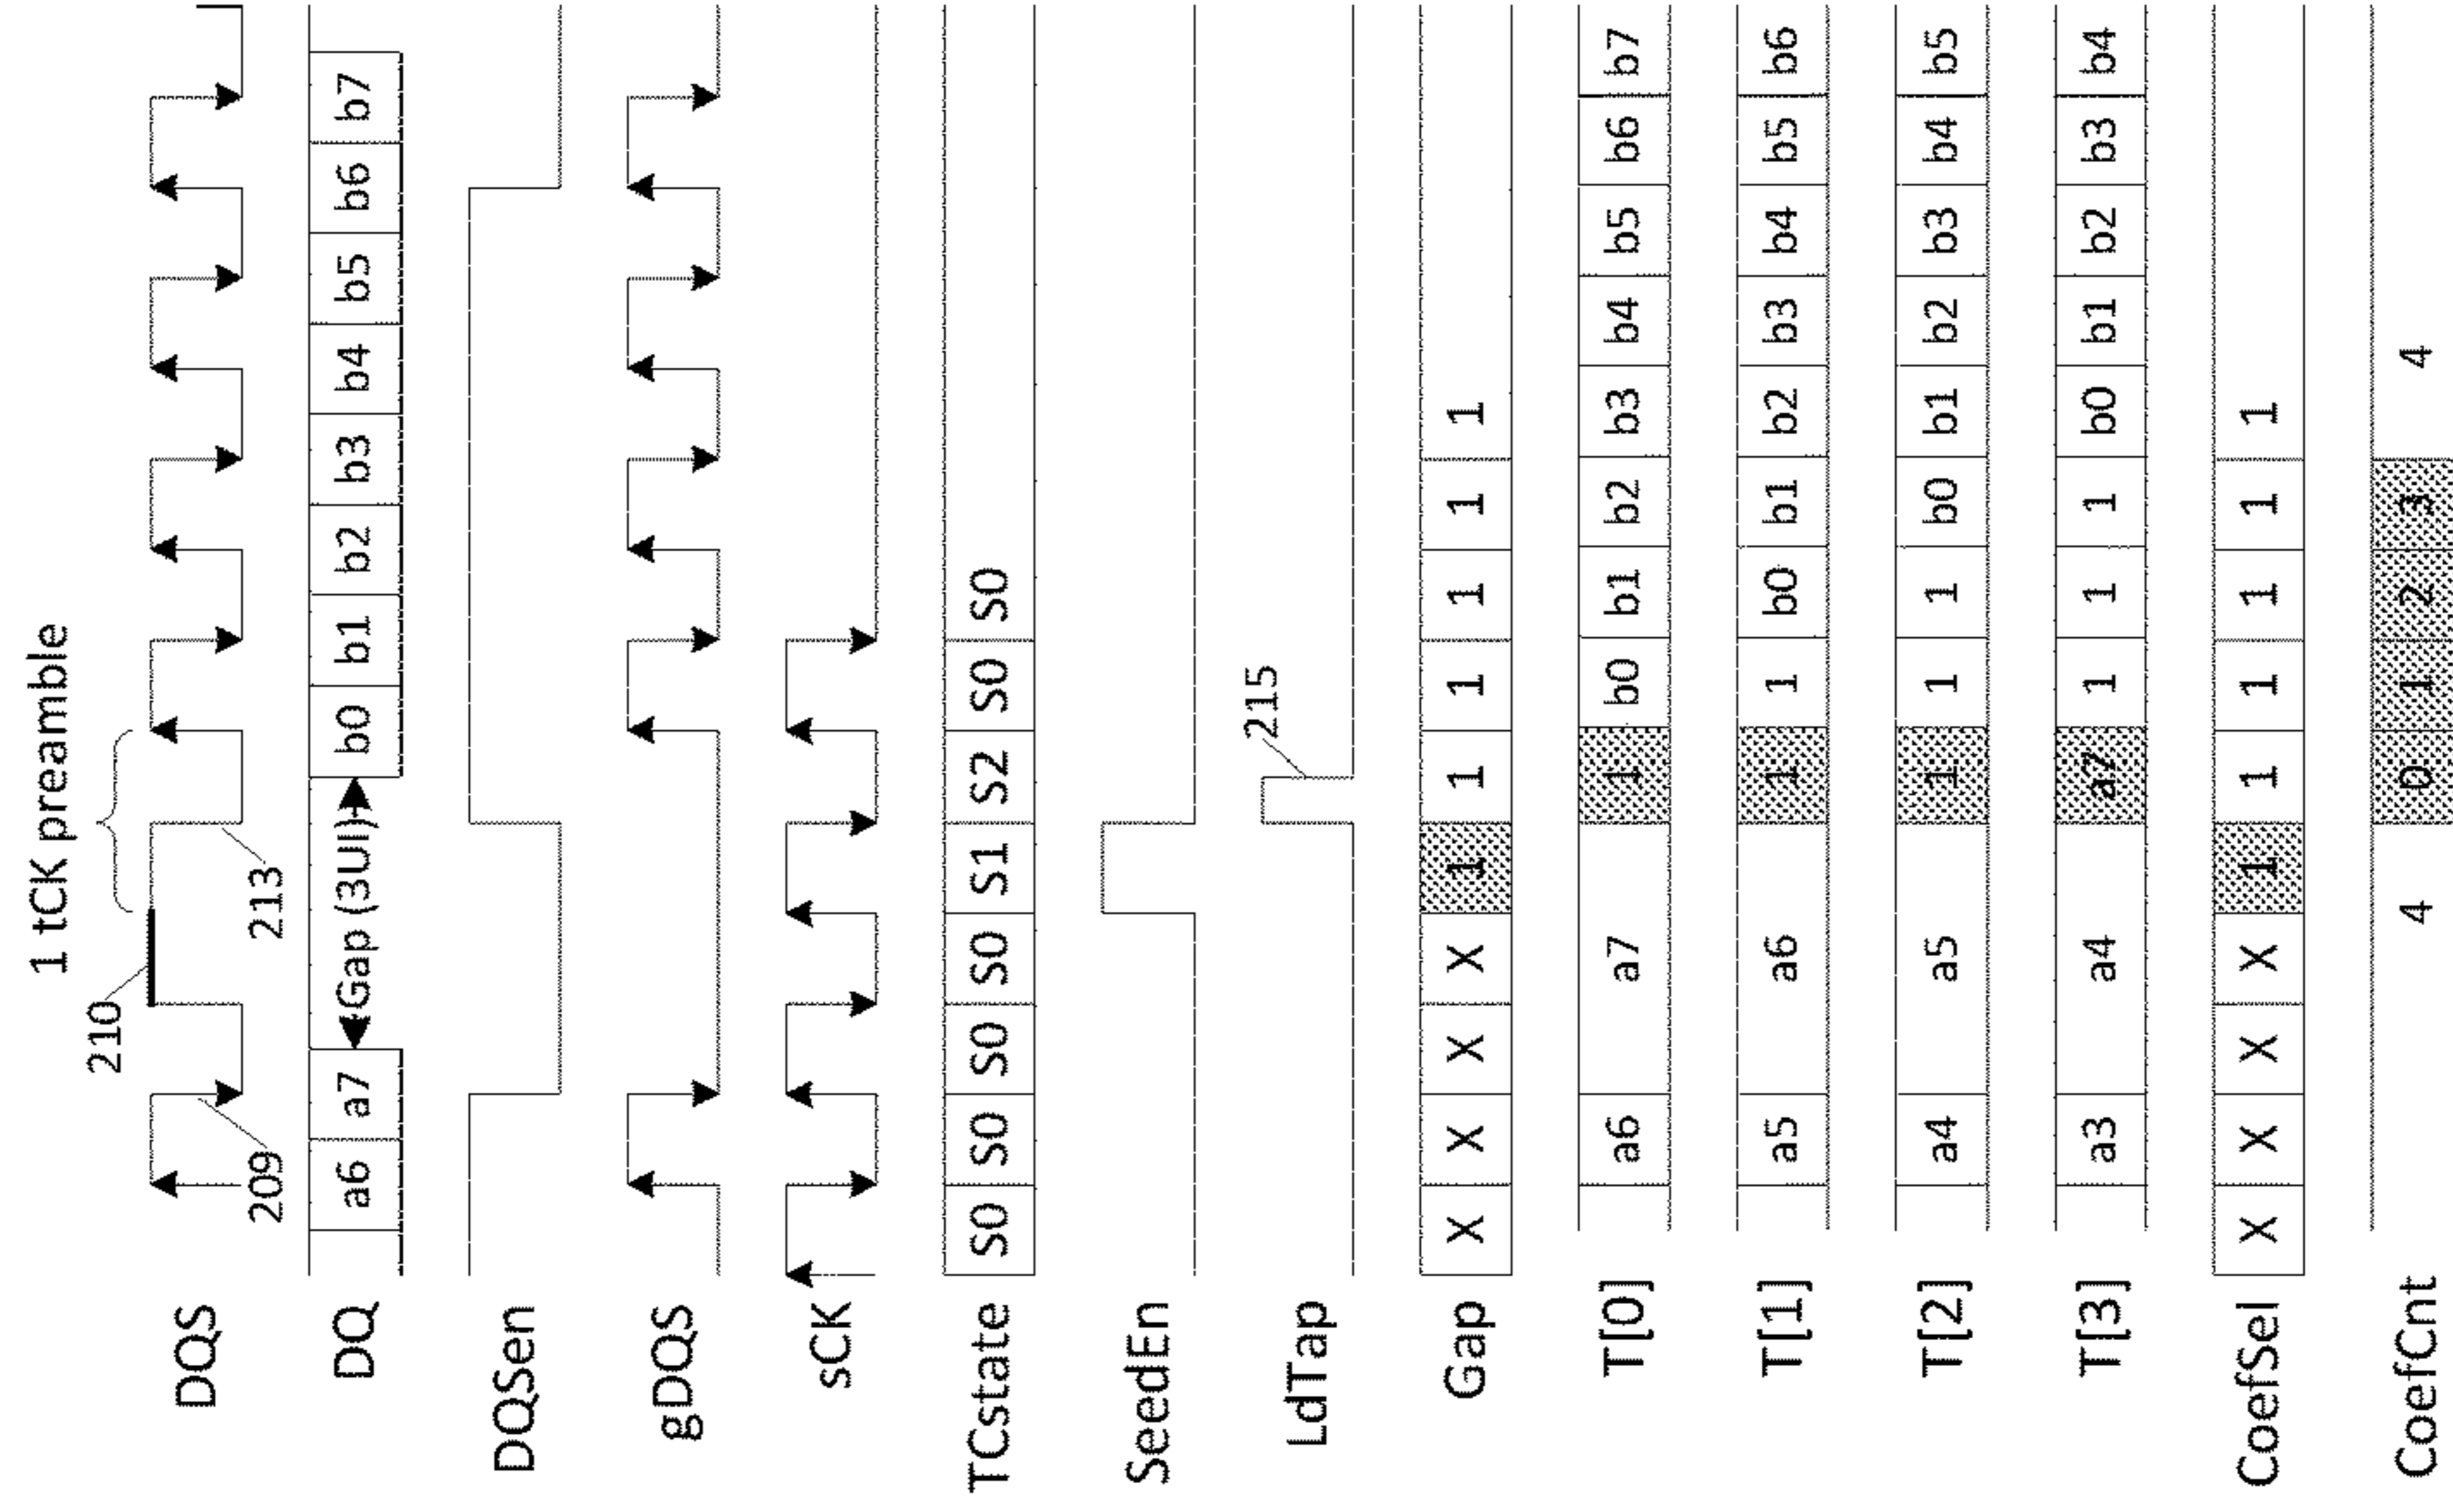 1 tCK preamble
210
DQS
209 213
DQ a6 a7 Gap (3UI) b0 b1 b2 b3 b4 b5 b6 b7
DQSen
gDQS
sCK
TCstate S0 S0 S0 S0 S1 S2 S0 S0
SeedEn
215
LdTap
Gap X X X X 1 1 1 1 1 1
T[0] a6 a7 1 b0 b1 b2 b3 b4 b5 b6 b7
T[1] a5 a6 1 1 b0 b1 b2 b3 b4 b5 b6
T[2] a4 a5 1 1 1 b0 b1 b2 b3 b4 b5
T[3] a3 a4 a7 1 1 1 b0 b1 b2 b3 b4
CoefSel X X X X 1 1 1 1 1 1
CoefCnt 4 0 1 2 3 4